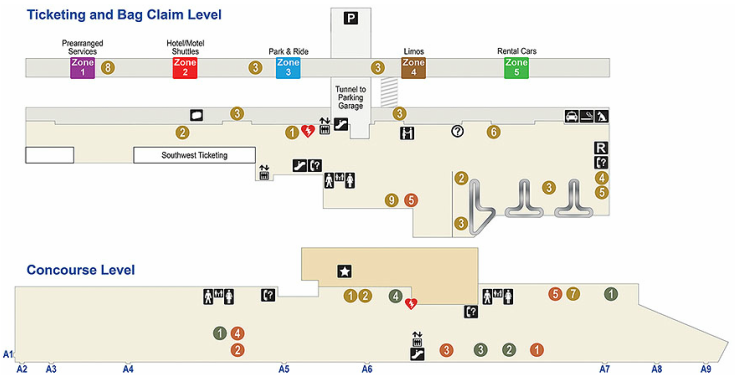 Ticketing and Bag Claim Level
P
Prearranged
Services
Hotel/Motel
Shuttles
Park & Ride
Limos
Rental Cars
Zone
1
8
Zone
2
3
Zone
3
3
Zone
4
Zone
5
Tunnel to
Parking
Garage
3
3
2
1
?
6
Southwest Ticketing
R
?
?
2
3
4
5
9
5
3
Concourse Level
?
1
2
4
?
5
7
1
1
4
2
3
3
2
1
A1
A2
A3
A4
A5
A6
A7
A8
A9